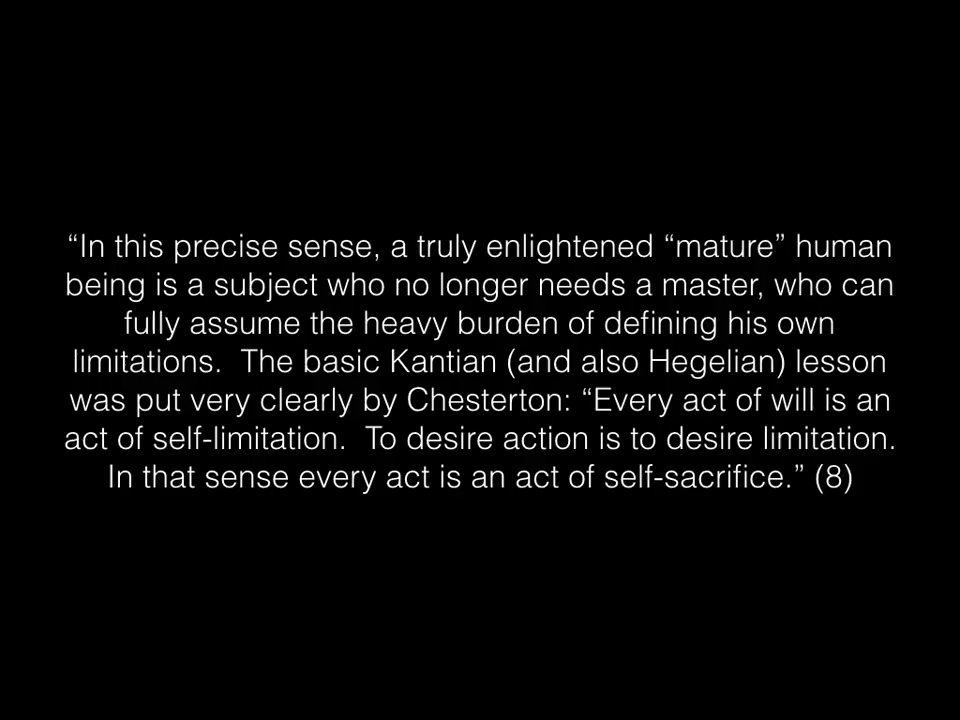 “In this precise sense, a truly enlightened “mature” human
being is a subject who no longer needs a master, who can
fully assume the heavy burden of defining his own
limitations.  The basic Kantian (and also Hegelian) lesson
was put very clearly by Chesterton: “Every act of will is an
act of self-limitation.  To desire action is to desire limitation.
In that sense every act is an act of self-sacrifice.” (8)